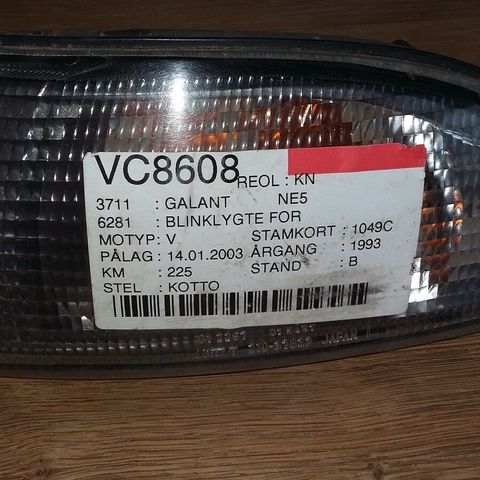 VC8608 REOL : KN
3711 : GALANT NE5
6281 : BLINKLYGTE FOR
MOTYP: V STAMKORT : 1049C
PÅLAG : 14.01.2003 ÅRGANG : 1993
KM : 225 STAND : B
STEL : KOTTO
JAPAN